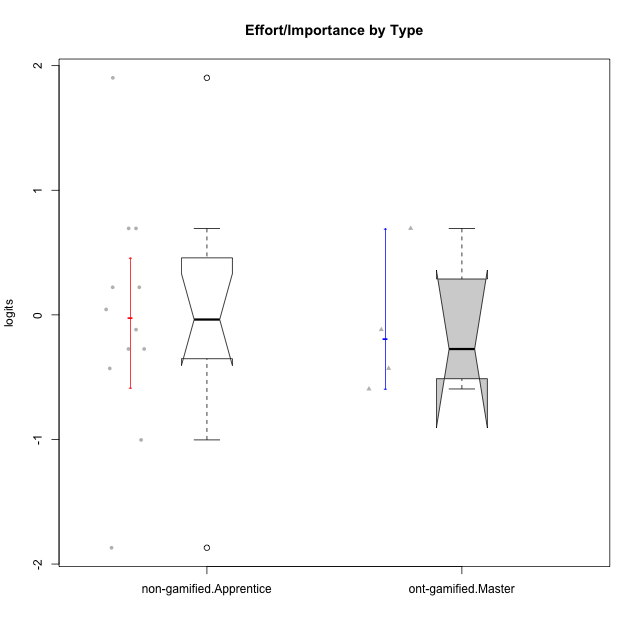 Effort/Importance by Type
2
1
0
-1
-2
logits
non-gamified.Apprentice
ont-gamified.Master